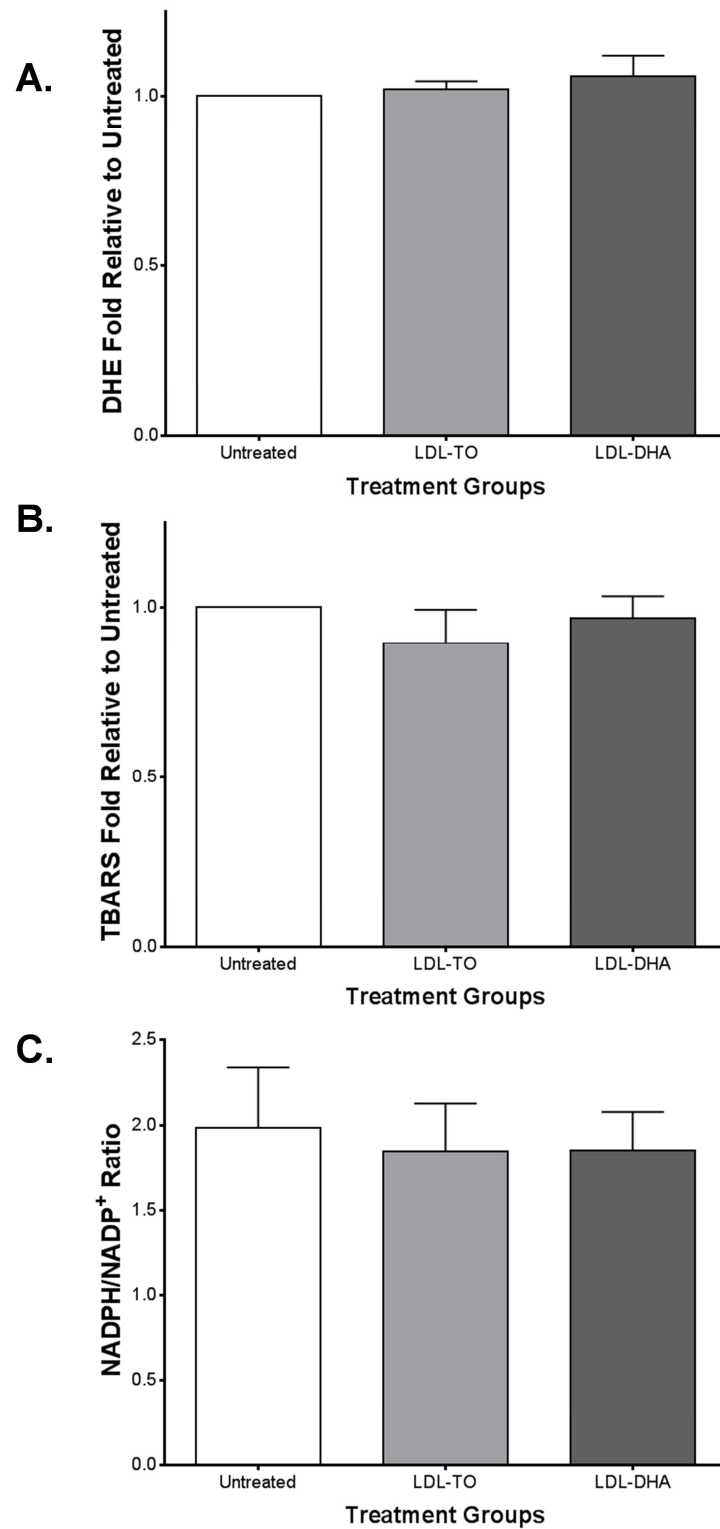 A.
DHE Fold Relative to Untreated
1.0
0.5
0.0
Untreated LDL-TO LDL-DHA
Treatment Groups
B.
TBARS Fold Relative to Untreated
1.0
0.5
0.0
Untreated LDL-TO LDL-DHA
Treatment Groups
C.
NADPH/NADP⁺ Ratio
2.5
2.0
1.5
1.0
0.5
0.0
Untreated LDL-TO LDL-DHA
Treatment Groups